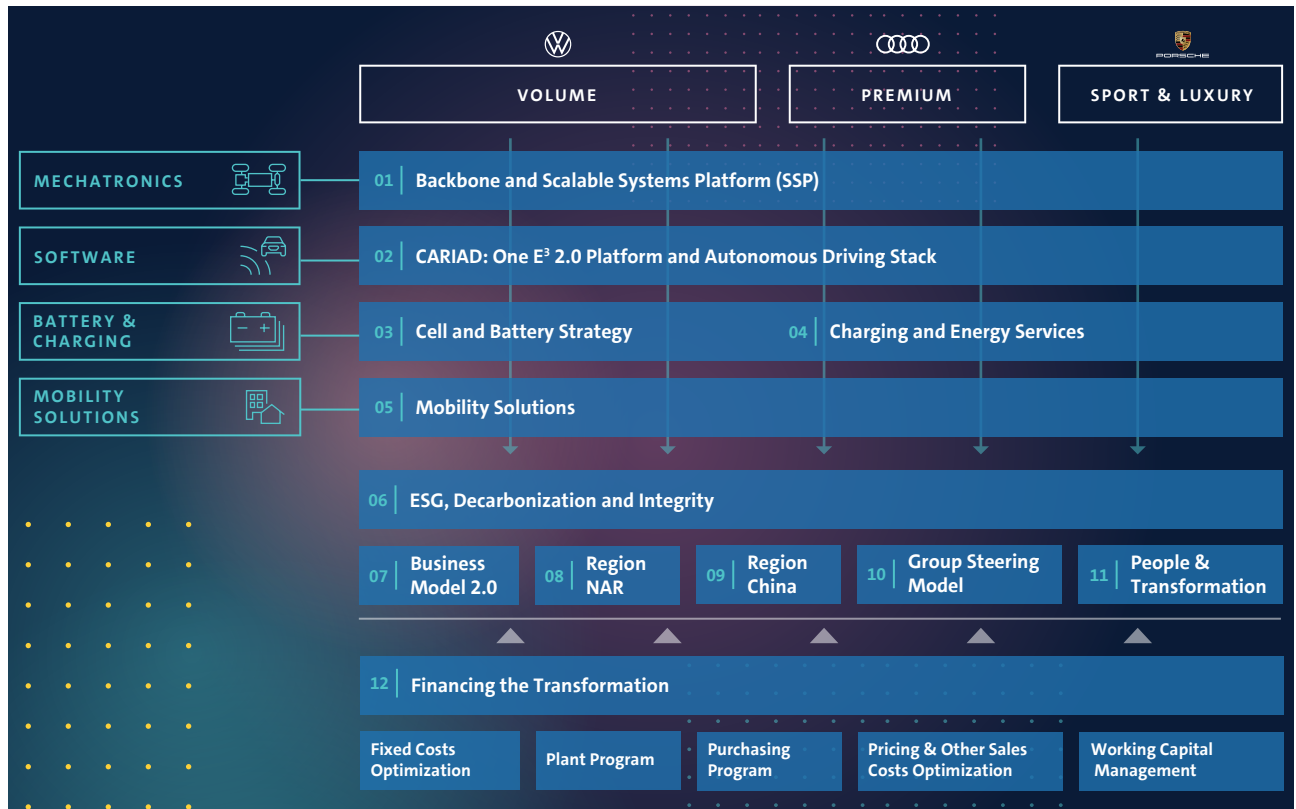 VOLUME
PREMIUM
PORSCHE
SPORT & LUXURY
MECHATRONICS
01 Backbone and Scalable Systems Platform (SSP)
SOFTWARE
02 CARIAD: One E³ 2.0 Platform and Autonomous Driving Stack
BATTERY &
CHARGING
03 Cell and Battery Strategy
04 Charging and Energy Services
MOBILITY
SOLUTIONS
05 Mobility Solutions
06 ESG, Decarbonization and Integrity
07 Business
Model 2.0
08 Region
NAR
09 Region
China
10 Group Steering
Model
11 People &
Transformation
12 Financing the Transformation
Fixed Costs
Optimization
Plant Program
Purchasing
Program
Pricing & Other Sales
Costs Optimization
Working Capital
Management